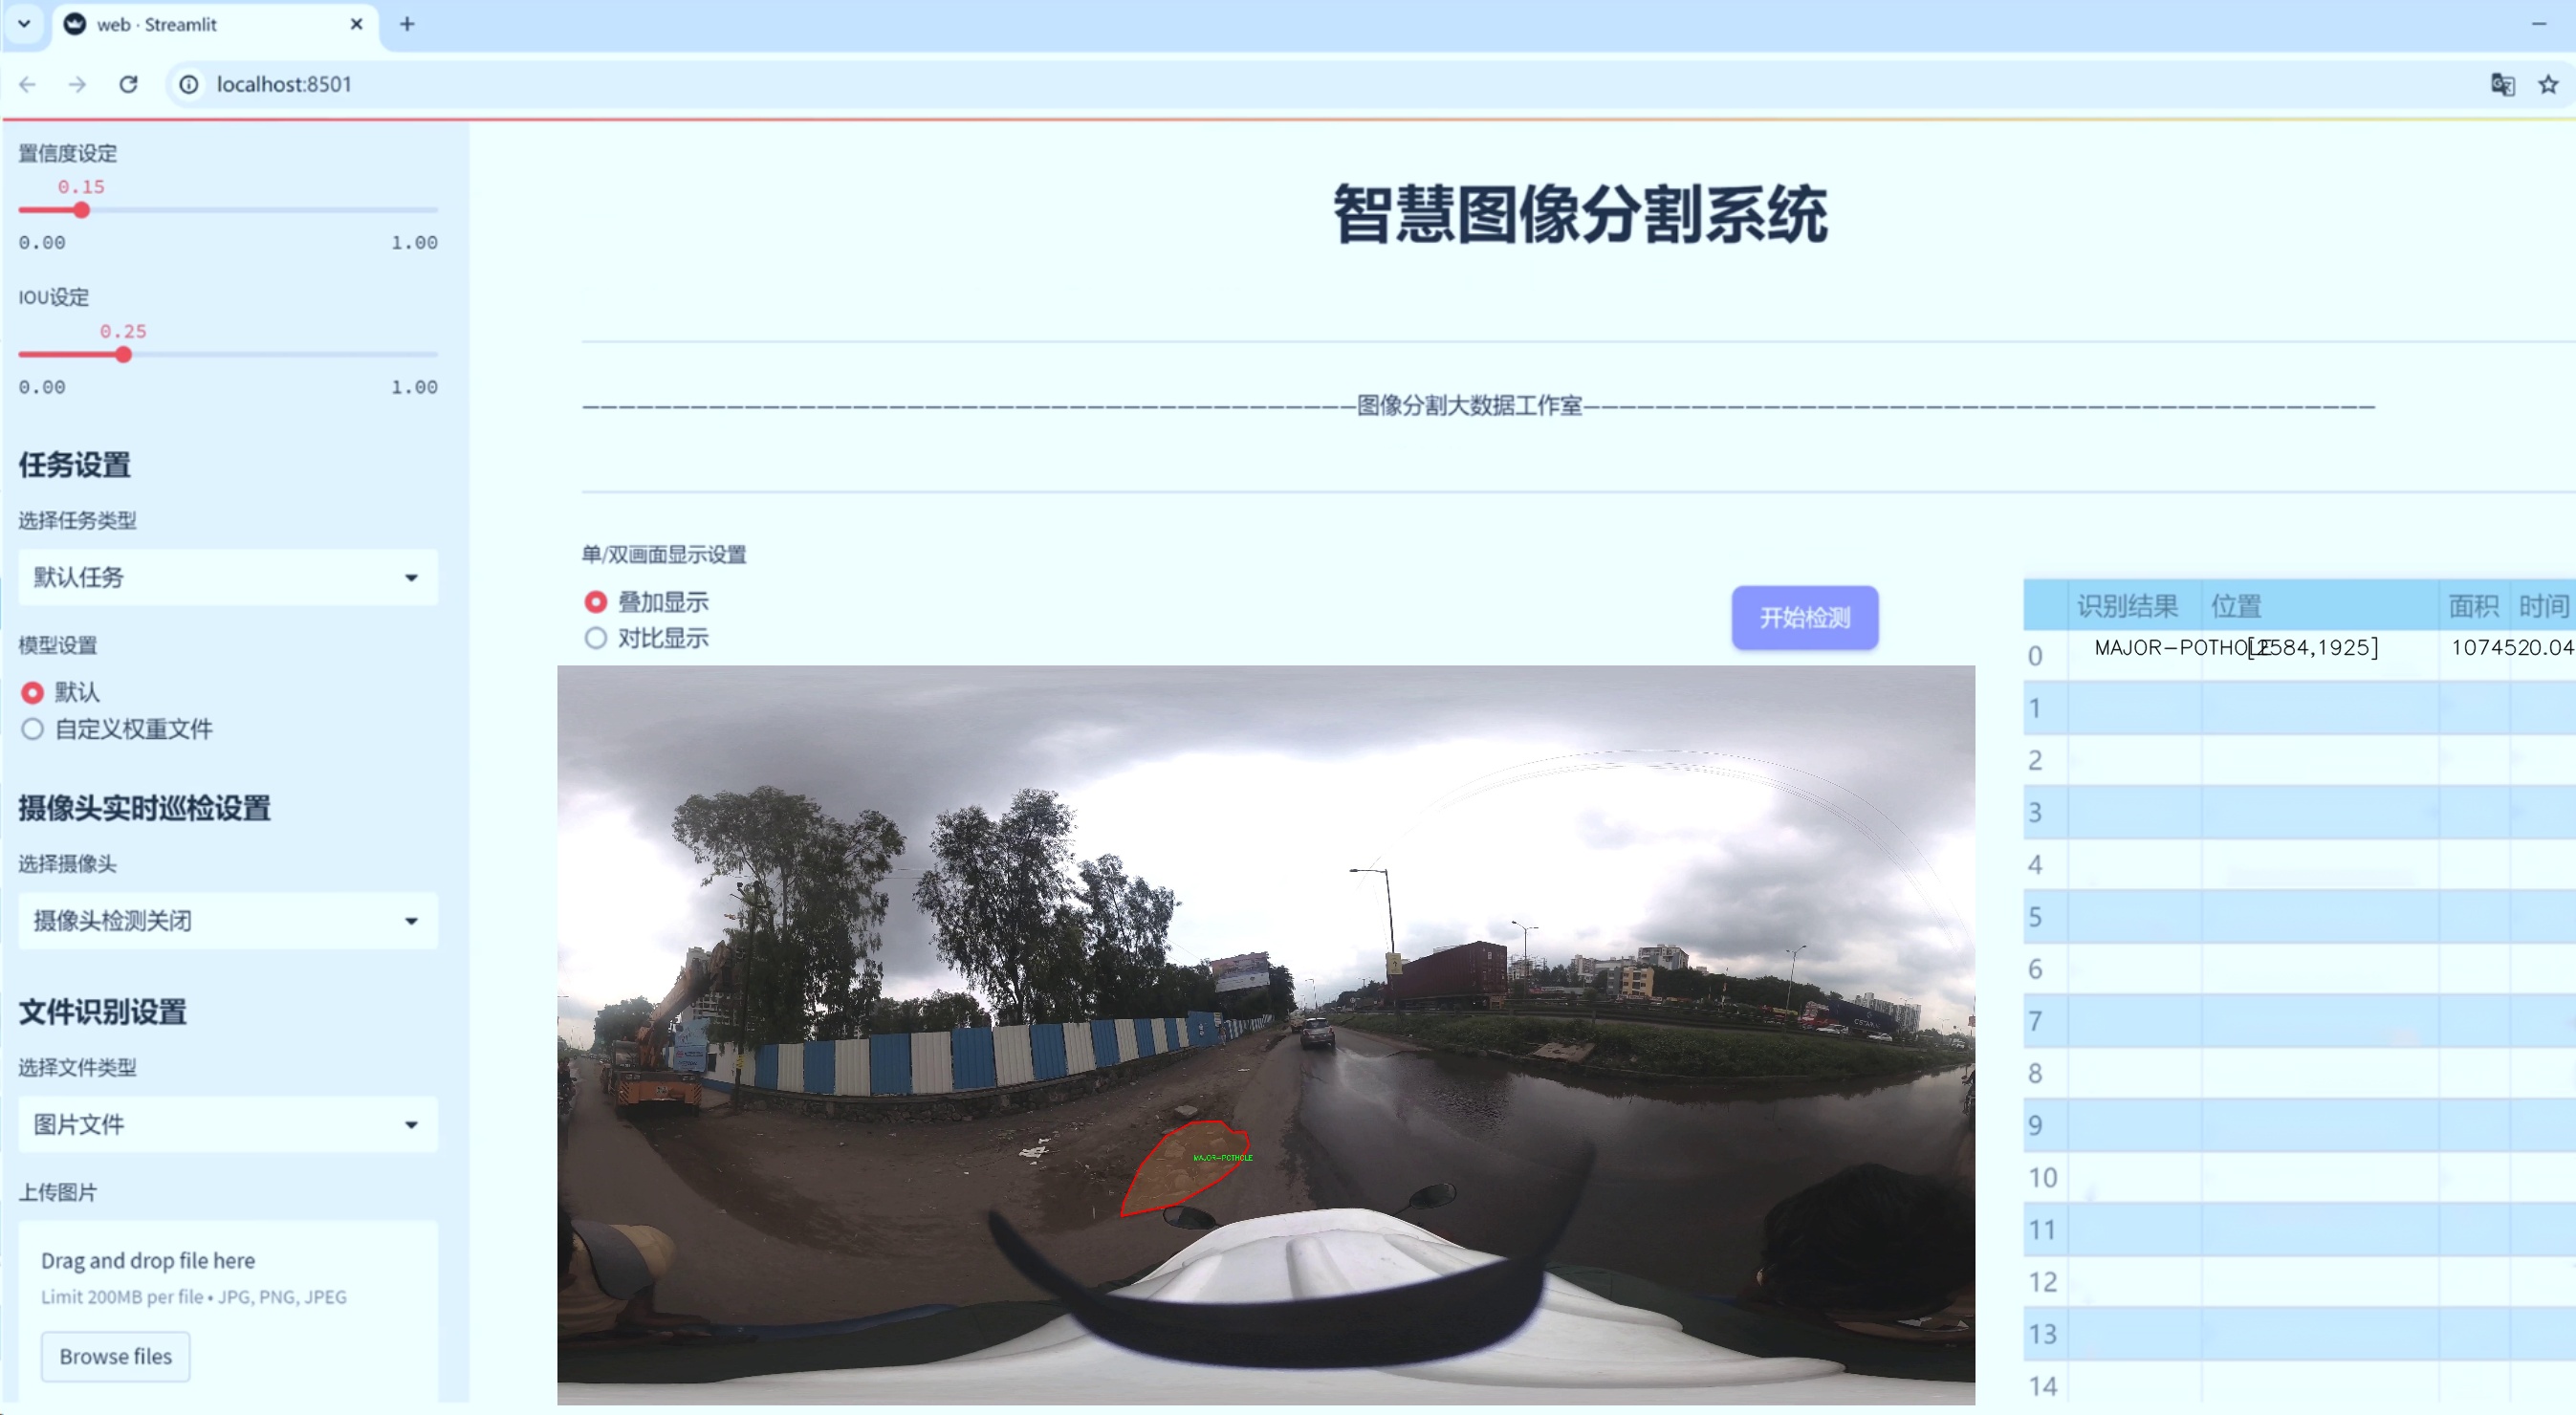 web · Streamlit
localhost:8501
置信度设定
0.15
0.00 1.00
IOU设定
0.25
0.00 1.00
任务设置
选择任务类型
默认任务
模型设置
默认
自定义权重文件
摄像头实时巡检设置
选择摄像头
摄像头检测关闭
文件识别设置
选择文件类型
图片文件
上传图片
Drag and drop file here
Limit 200MB per file • JPG, PNG, JPEG
Browse files
智慧图像分割系统
———————————————————————————————————————————图像分割大数据工作室————————————————————————————————————————————
单/双画面显示设置
叠加显示
对比显示
开始检测
MAJOR-POTHOLE
识别结果 位置 面积 时间
0 MAJOR-POTHOLE [2584,1925] 107452 0.04
1
2
3
4
5
6
7
8
9
10
11
12
13
14